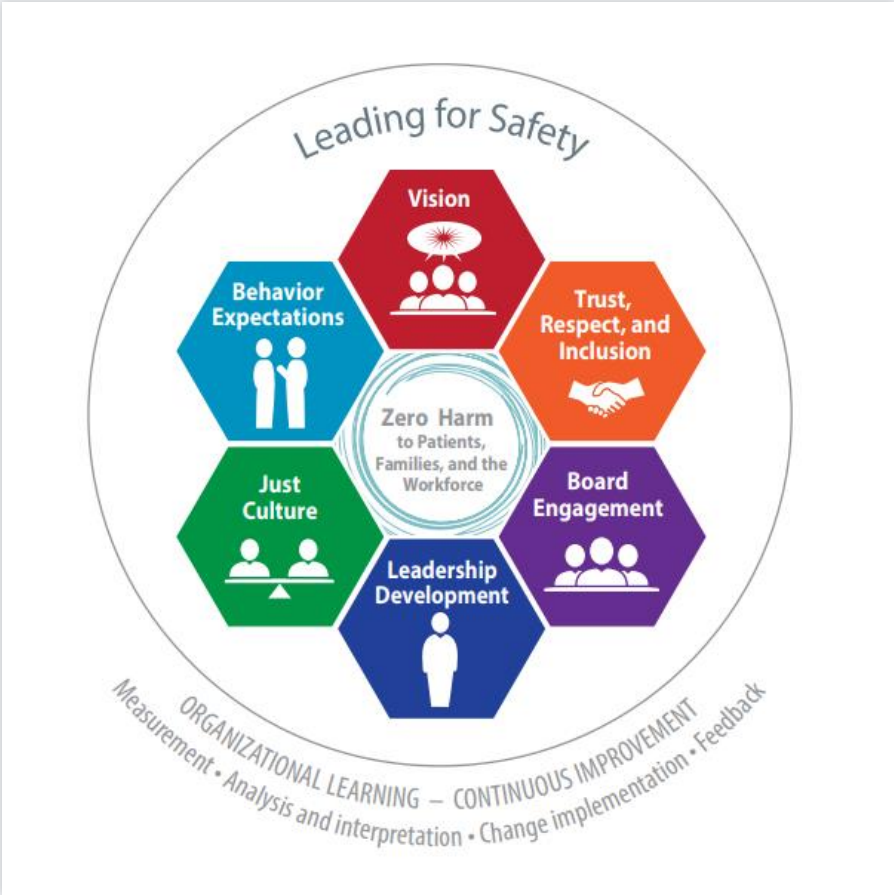 Leading for Safety
Vision
Behavior
Expectations
Trust,
Respect, and
Inclusion
Zero Harm
to Patients,
Families, and the
Workforce
Just
Culture
Board
Engagement
Leadership
Development
ORGANIZATIONAL LEARNING – CONTINUOUS IMPROVEMENT
Measurement • Analysis and interpretation • Change implementation • Feedback